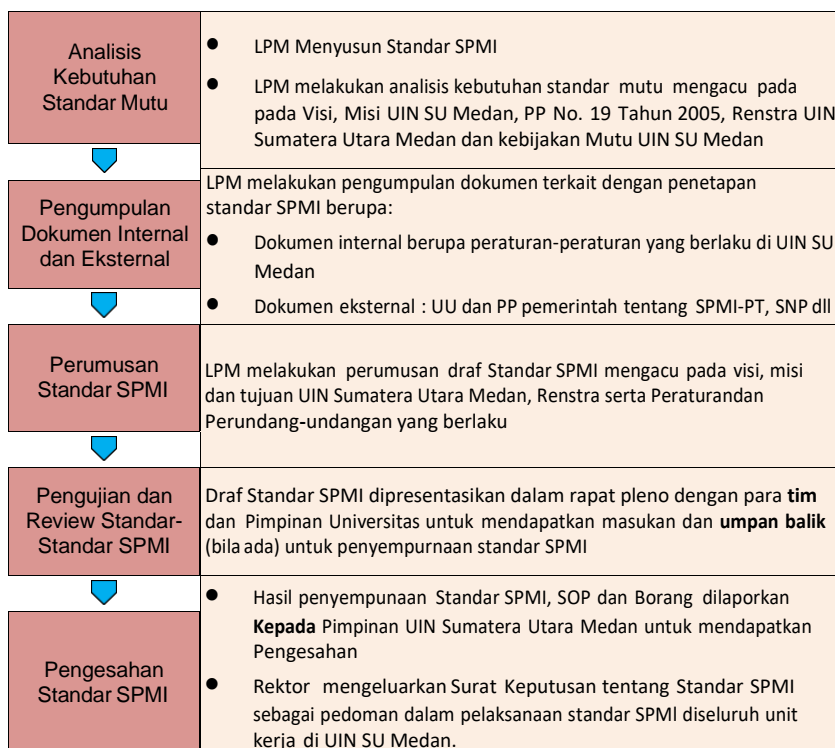 Analisis
Kebutuhan
Standar Mutu
● LPM Menyusun Standar SPMI
● LPM melakukan analisis kebutuhan standar mutu mengacu pada
pada Visi, Misi UIN SU Medan, PP No. 19 Tahun 2005, Renstra UIN
Sumatera Utara Medan dan kebijakan Mutu UIN SU Medan
Pengumpulan
Dokumen Internal
dan Eksternal
LPM melakukan pengumpulan dokumen terkait dengan penetapan
standar SPMI berupa:
● Dokumen internal berupa peraturan-peraturan yang berlaku di UIN SU
Medan
● Dokumen eksternal : UU dan PP pemerintah tentang SPMI-PT, SNP dll
Perumusan
Standar SPMI
LPM melakukan perumusan draf Standar SPMI mengacu pada visi, misi
dan tujuan UIN Sumatera Utara Medan, Renstra serta Peraturandan
Perundang-undangan yang berlaku
Pengujian dan
Review Standar-
Standar SPMI
Draf Standar SPMI dipresentasikan dalam rapat pleno dengan para tim
dan Pimpinan Universitas untuk mendapatkan masukan dan umpan balik
(bila ada) untuk penyempurnaan standar SPMI
Pengesahan
Standar SPMI
● Hasil penyempunaan Standar SPMI, SOP dan Borang dilaporkan
Kepada Pimpinan UIN Sumatera Utara Medan untuk mendapatkan
Pengesahan
● Rektor mengeluarkan Surat Keputusan tentang Standar SPMI
sebagai pedoman dalam pelaksanaan standar SPMl diseluruh unit
kerja di UIN SU Medan.